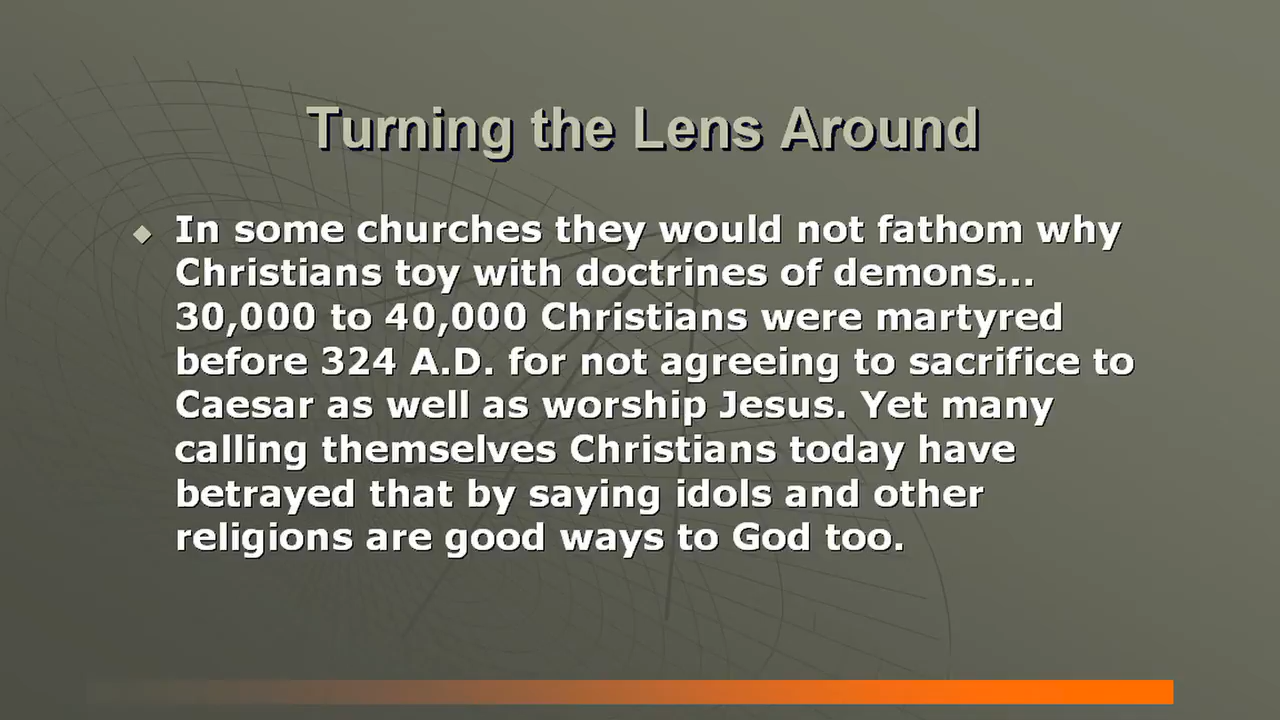 Turning the Lens Around
In some churches they would not fathom why
Christians toy with doctrines of demons...
30,000 to 40,000 Christians were martyred
before 324 A.D. for not agreeing to sacrifice to
Caesar as well as worship Jesus. Yet many
calling themselves Christians today have
betrayed that by saying idols and other
religions are good ways to God too.